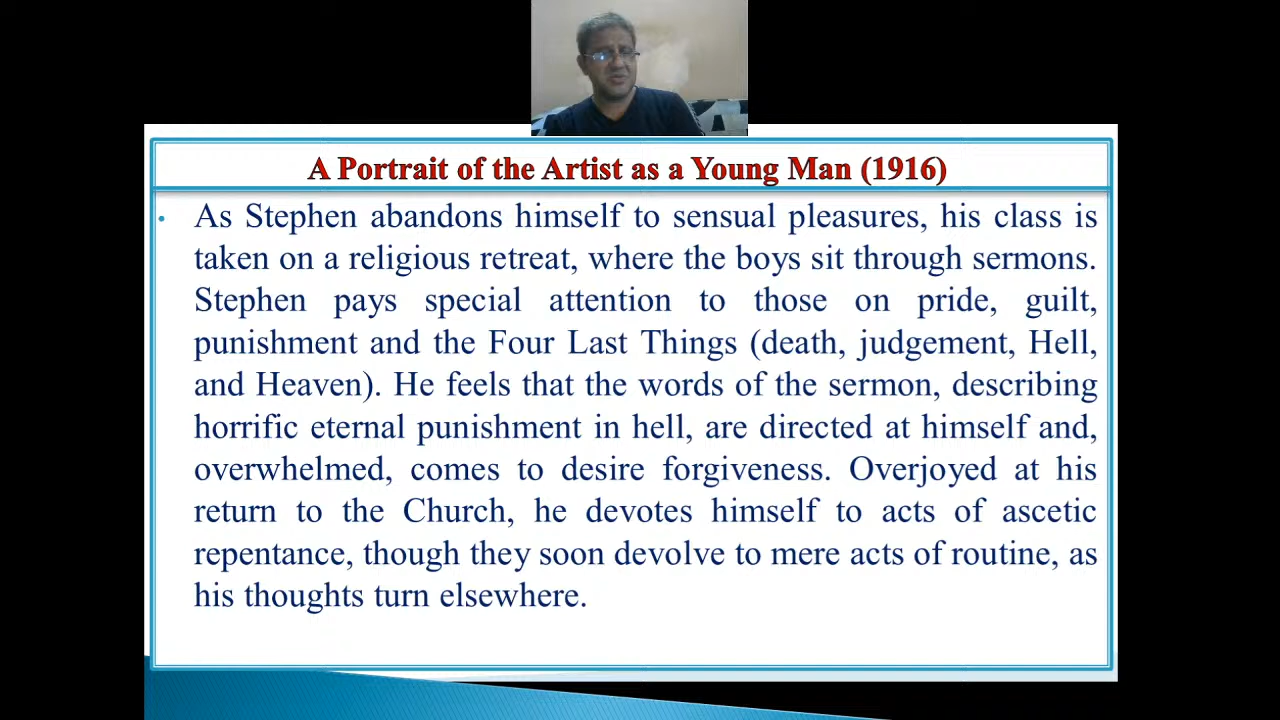 A Portrait of the Artist as a Young Man (1916)
• As Stephen abandons himself to sensual pleasures, his class is
taken on a religious retreat, where the boys sit through sermons.
Stephen pays special attention to those on pride, guilt,
punishment and the Four Last Things (death, judgement, Hell,
and Heaven). He feels that the words of the sermon, describing
horrific eternal punishment in hell, are directed at himself and,
overwhelmed, comes to desire forgiveness. Overjoyed at his
return to the Church, he devotes himself to acts of ascetic
repentance, though they soon devolve to mere acts of routine, as
his thoughts turn elsewhere.